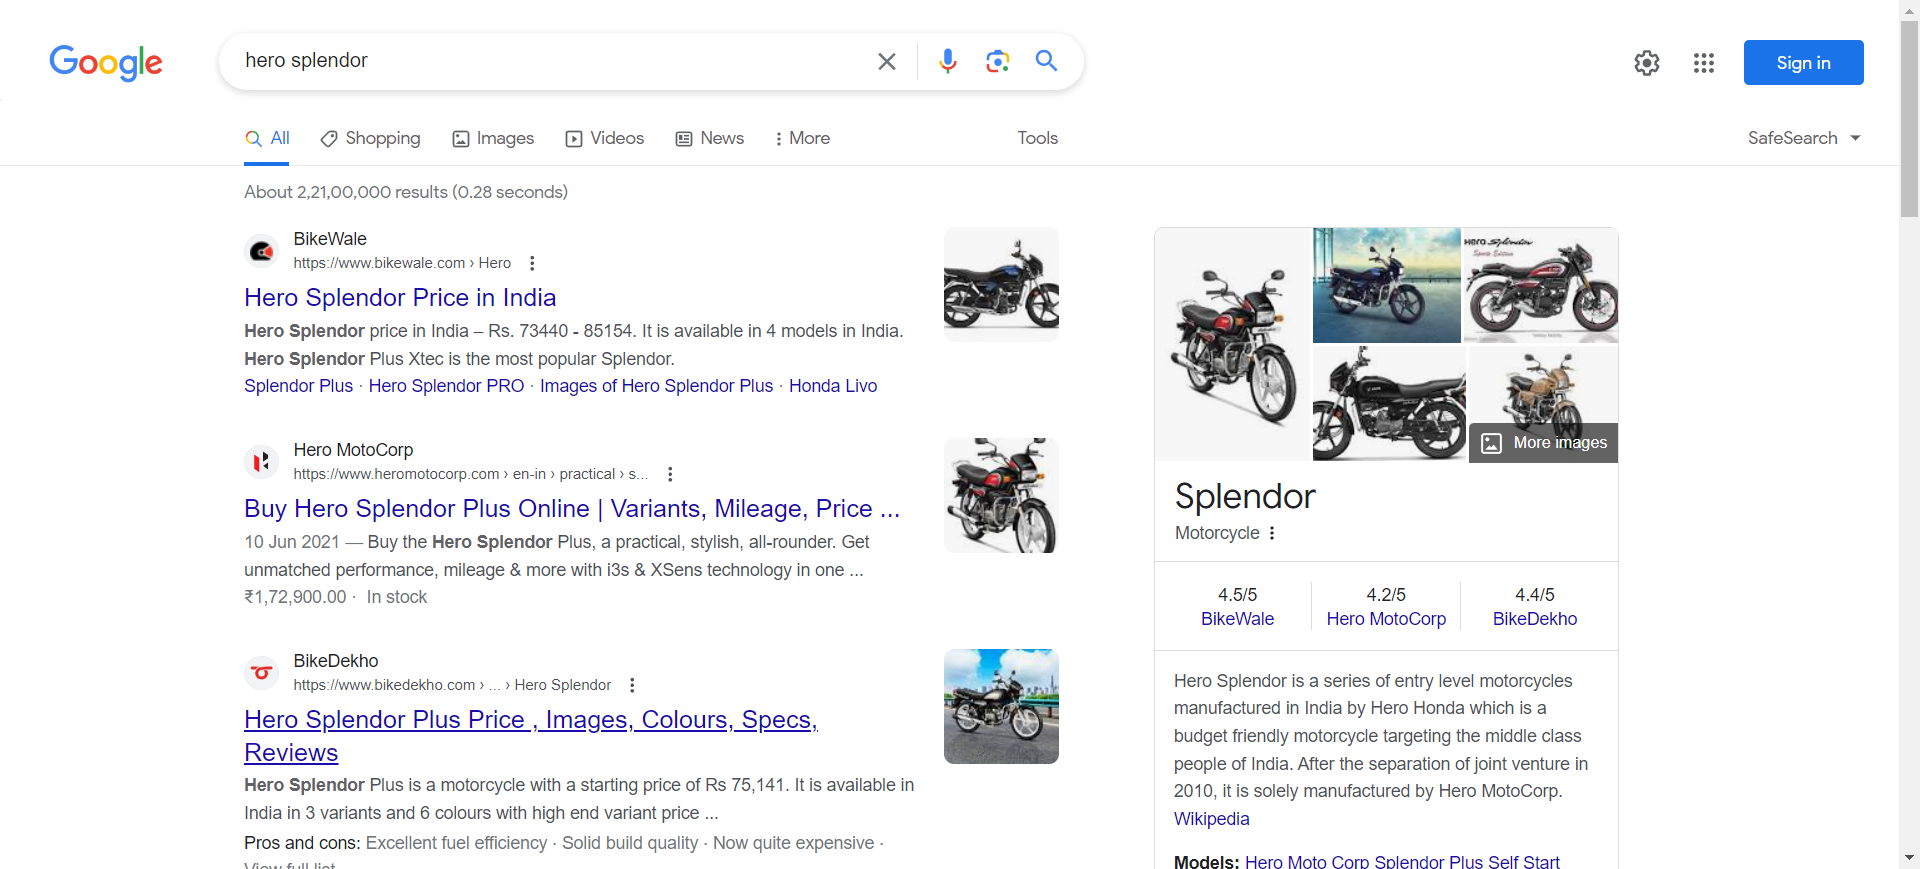 Google
hero splendor
Sign in
All
Shopping
Images
Videos
News
More
Tools
SafeSearch
About 2,21,00,000 results (0.28 seconds)
BikeWale
https://www.bikewale.com › Hero
Hero Splendor Price in India
Hero Splendor price in India – Rs. 73440 - 85154. It is available in 4 models in India.
Hero Splendor Plus Xtec is the most popular Splendor.
Splendor Plus · Hero Splendor PRO · Images of Hero Splendor Plus · Honda Livo
Hero MotoCorp
https://www.heromotocorp.com › en-in › practical › s...
Buy Hero Splendor Plus Online | Variants, Mileage, Price ...
10 Jun 2021 — Buy the Hero Splendor Plus, a practical, stylish, all-rounder. Get
unmatched performance, mileage & more with i3s & XSens technology in one ...
₹1,72,900.00 · In stock
BikeDekho
https://www.bikedekho.com › ... › Hero Splendor
Hero Splendor Plus Price , Images, Colours, Specs,
Reviews
Hero Splendor Plus is a motorcycle with a starting price of Rs 75,141. It is available in
India in 3 variants and 6 colours with high end variant price ...
Pros and cons: Excellent fuel efficiency · Solid build quality · Now quite expensive ·
View full list
Hero Splendor
Sports Edition
More images
Splendor
Motorcycle
4.5/5
BikeWale
4.2/5
Hero MotoCorp
4.4/5
BikeDekho
Hero Splendor is a series of entry level motorcycles
manufactured in India by Hero Honda which is a
budget friendly motorcycle targeting the middle class
people of India. After the separation of joint venture in
2010, it is solely manufactured by Hero MotoCorp.
Wikipedia
Models: Hero Moto Corp Splendor Plus Self Start